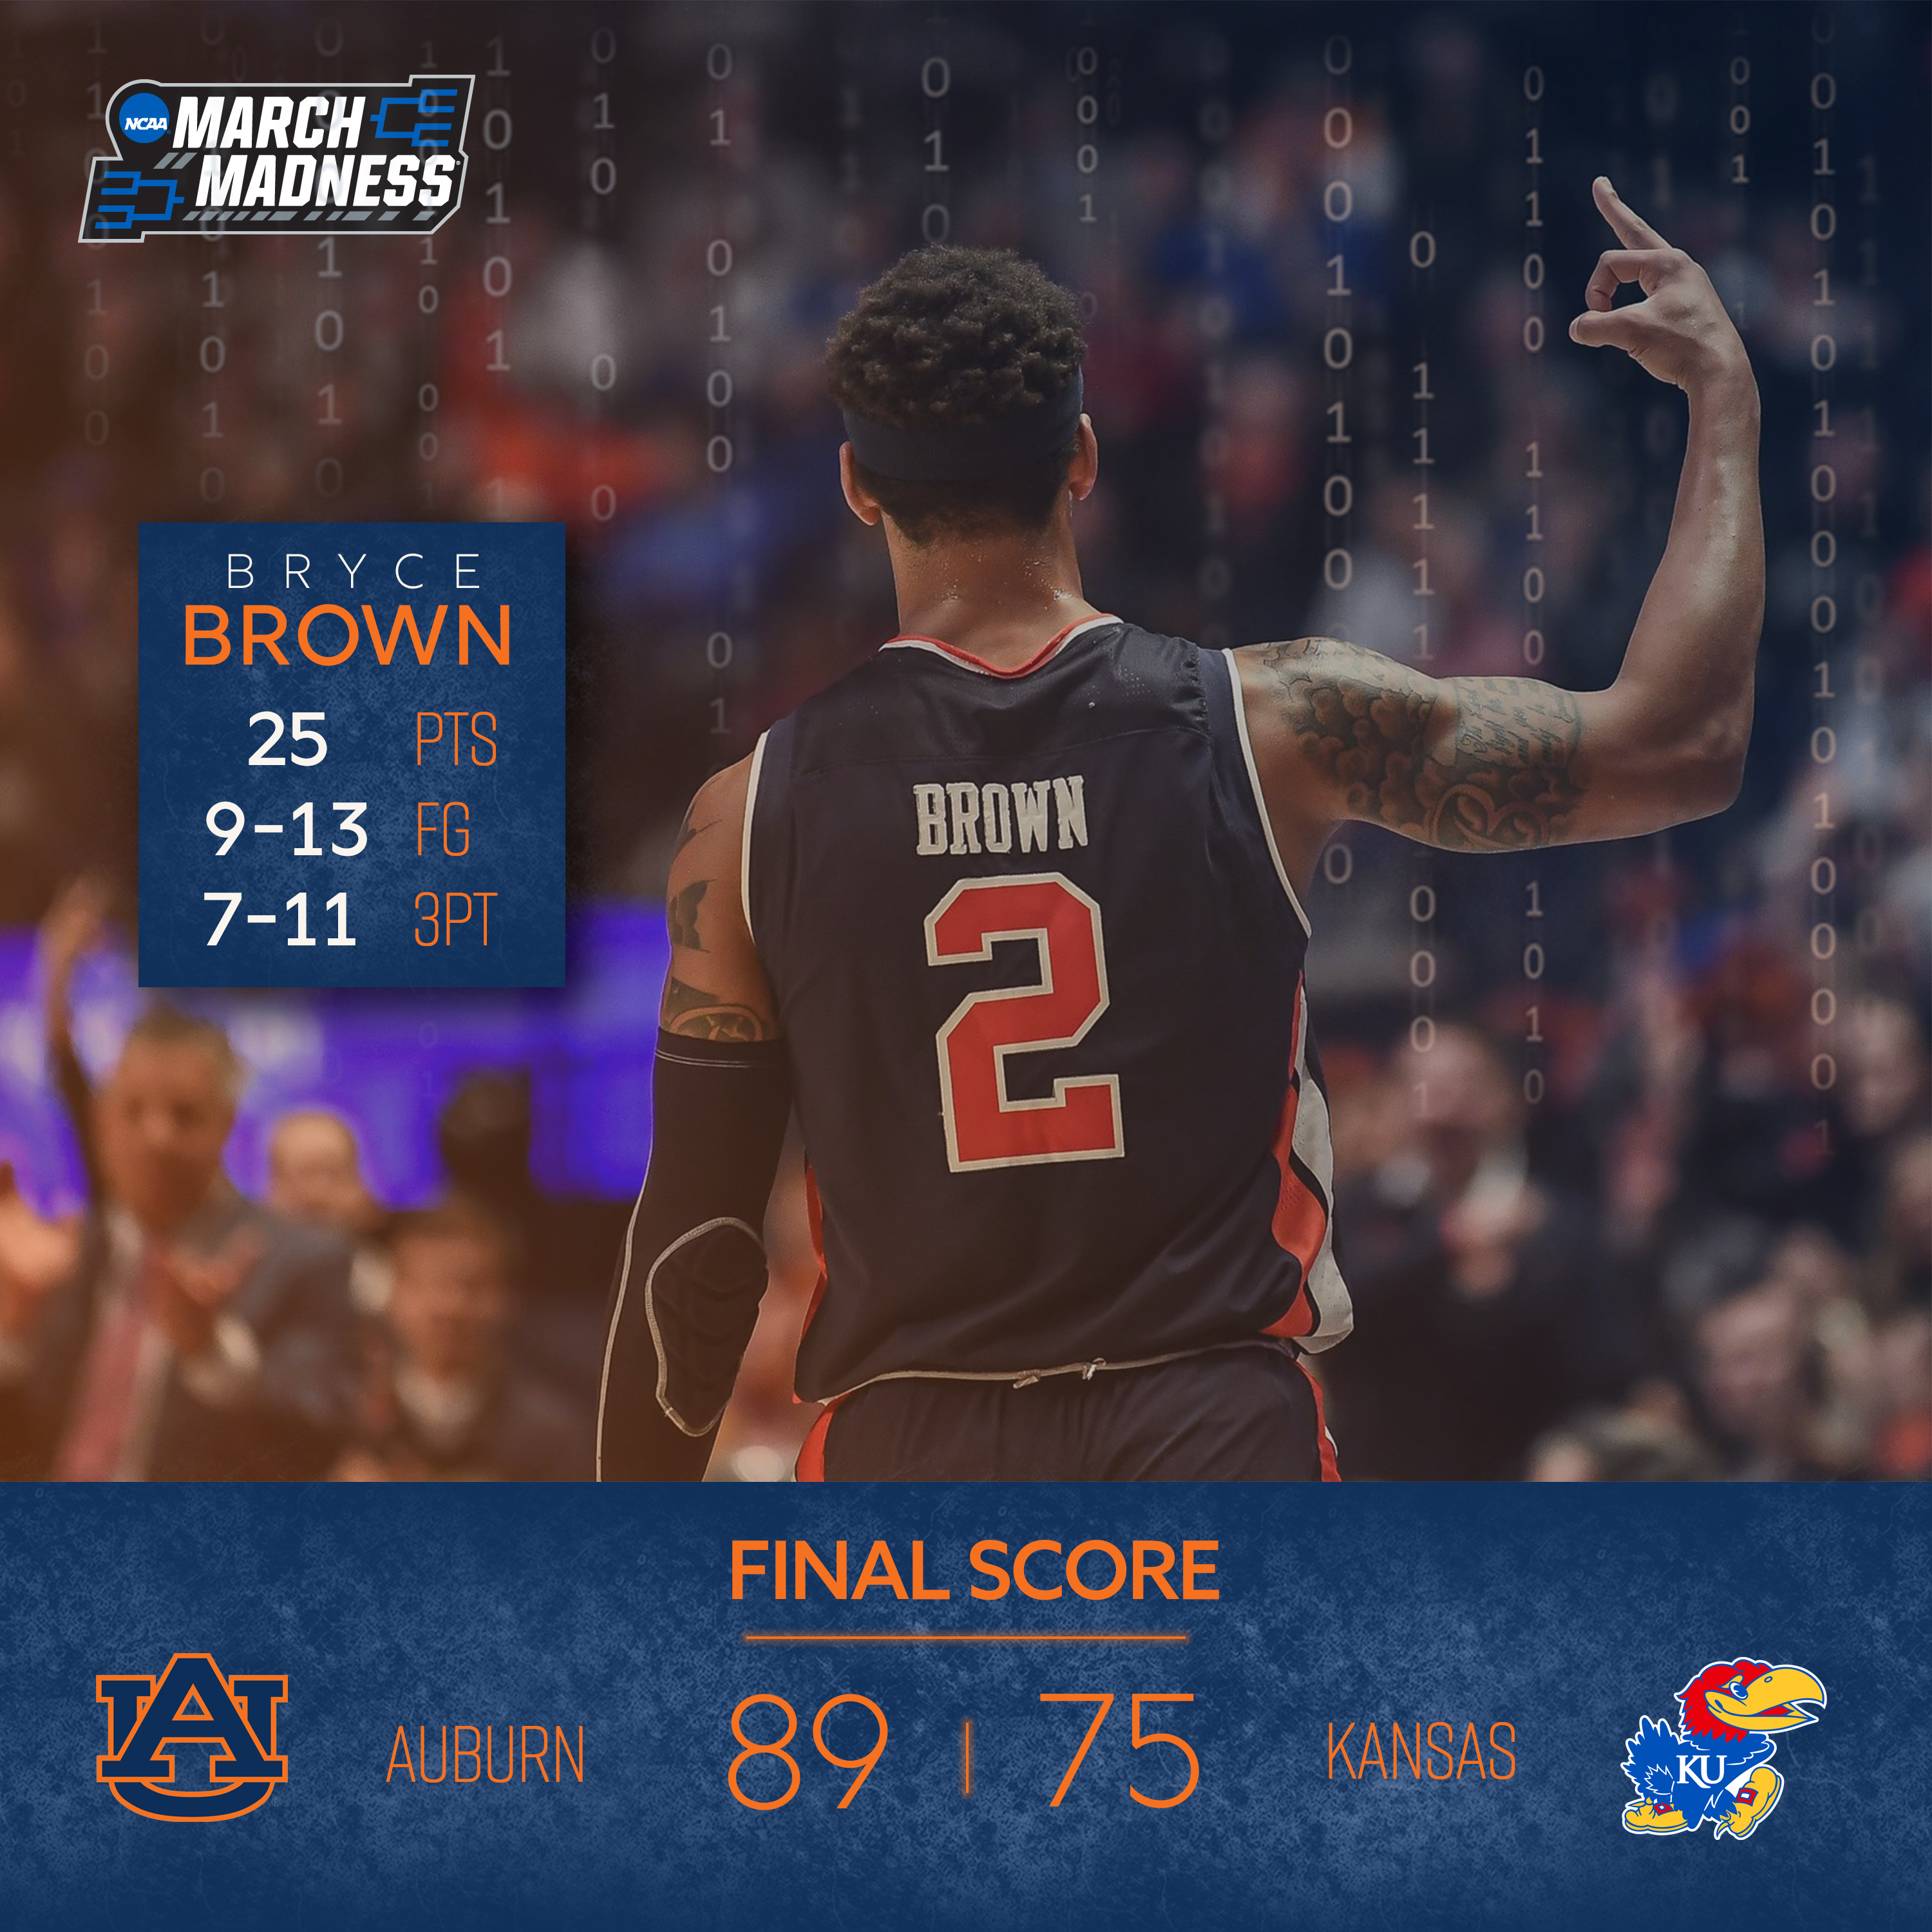 NCAA
MARCH
MADNESS
BRYCE
BROWN
25 PTS
9-13 FG
7-11 3PT
BROWN
2
FINAL SCORE
AU
AUBURN
89 | 75
KANSAS
KU